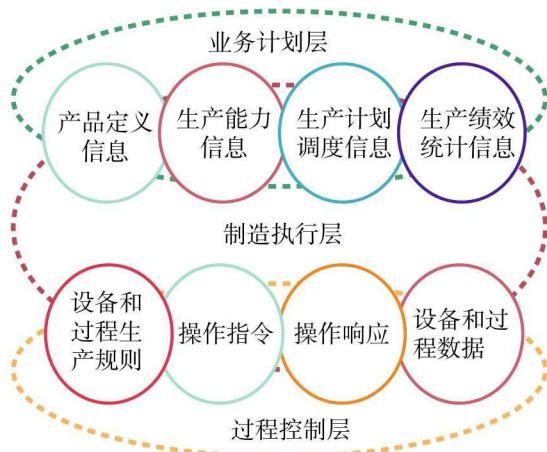 业务计划层
产品定义
信息
生产能力
信息
生产计划
调度信息
生产绩效
统计信息
制造执行层
设备和
过程生
产规则
操作指令
操作响应
设备和过
程数据
过程控制层